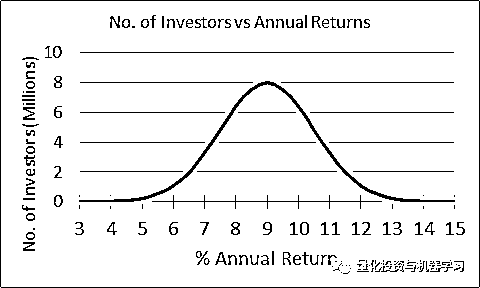 No. of Investors vs Annual Returns
No. of Investors(Millions)
10
8
6
4
2
0
3 4 5 6 7 8 9 10 11 12 13 14 15
% Annual Return
量化投资与机器学习